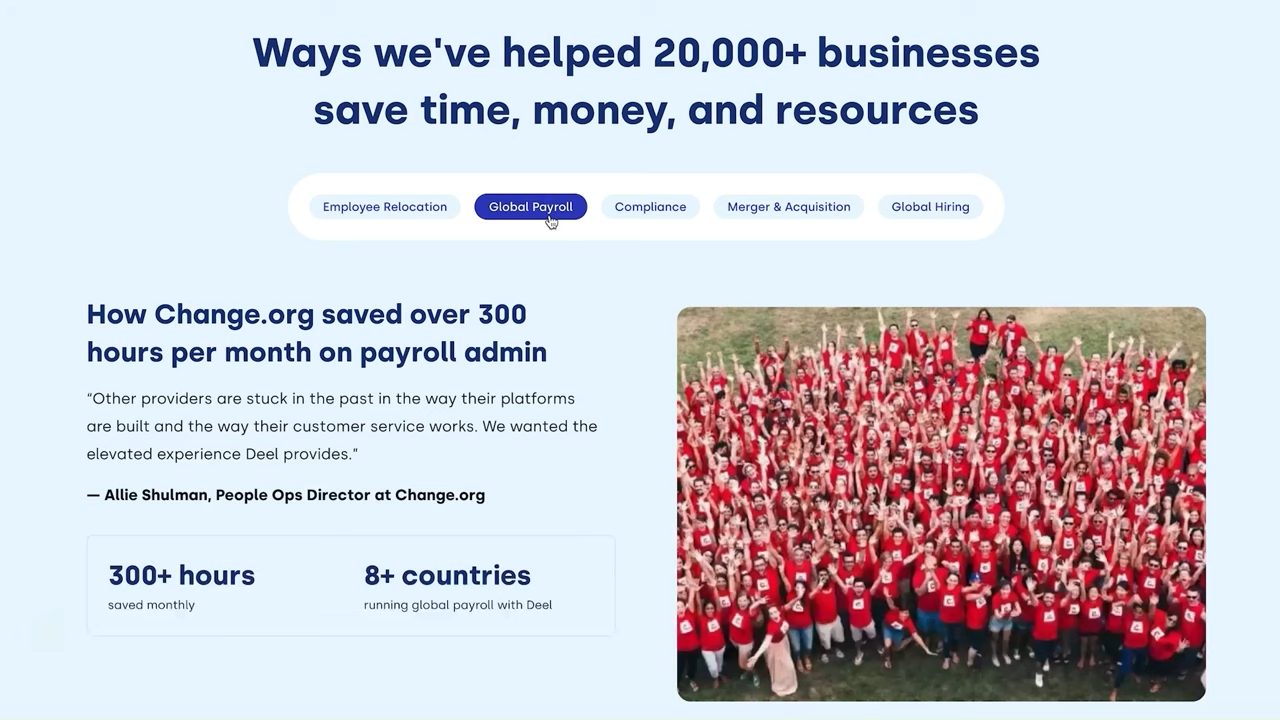 Ways we've helped 20,000+ businesses
save time, money, and resources
Employee Relocation
Global Payroll
Compliance
Merger & Acquisition
Global Hiring
How Change.org saved over 300
hours per month on payroll admin
“Other providers are stuck in the past in the way their platforms
are built and the way their customer service works. We wanted the
elevated experience Deel provides.”
— Allie Shulman, People Ops Director at Change.org
300+ hours
saved monthly
8+ countries
running global payroll with Deel